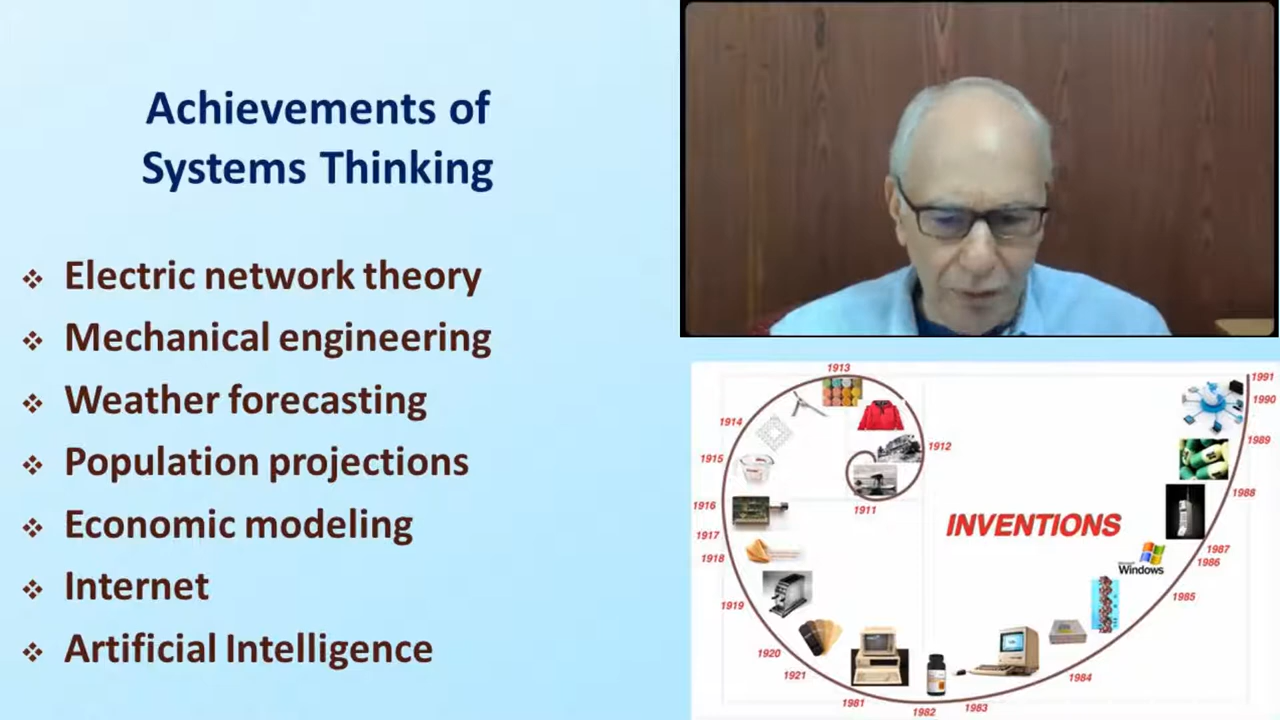 Achievements of
Systems Thinking
❖ Electric network theory
❖ Mechanical engineering
❖ Weather forecasting
❖ Population projections
❖ Economic modeling
❖ Internet
❖ Artificial Intelligence
INVENTIONS
1911
1912
1913
1914
1915
1916
1917
1918
1919
1920
1921
1981
1982
1983
1984
1985
Windows
1986
1987
1988
1989
1990
1991